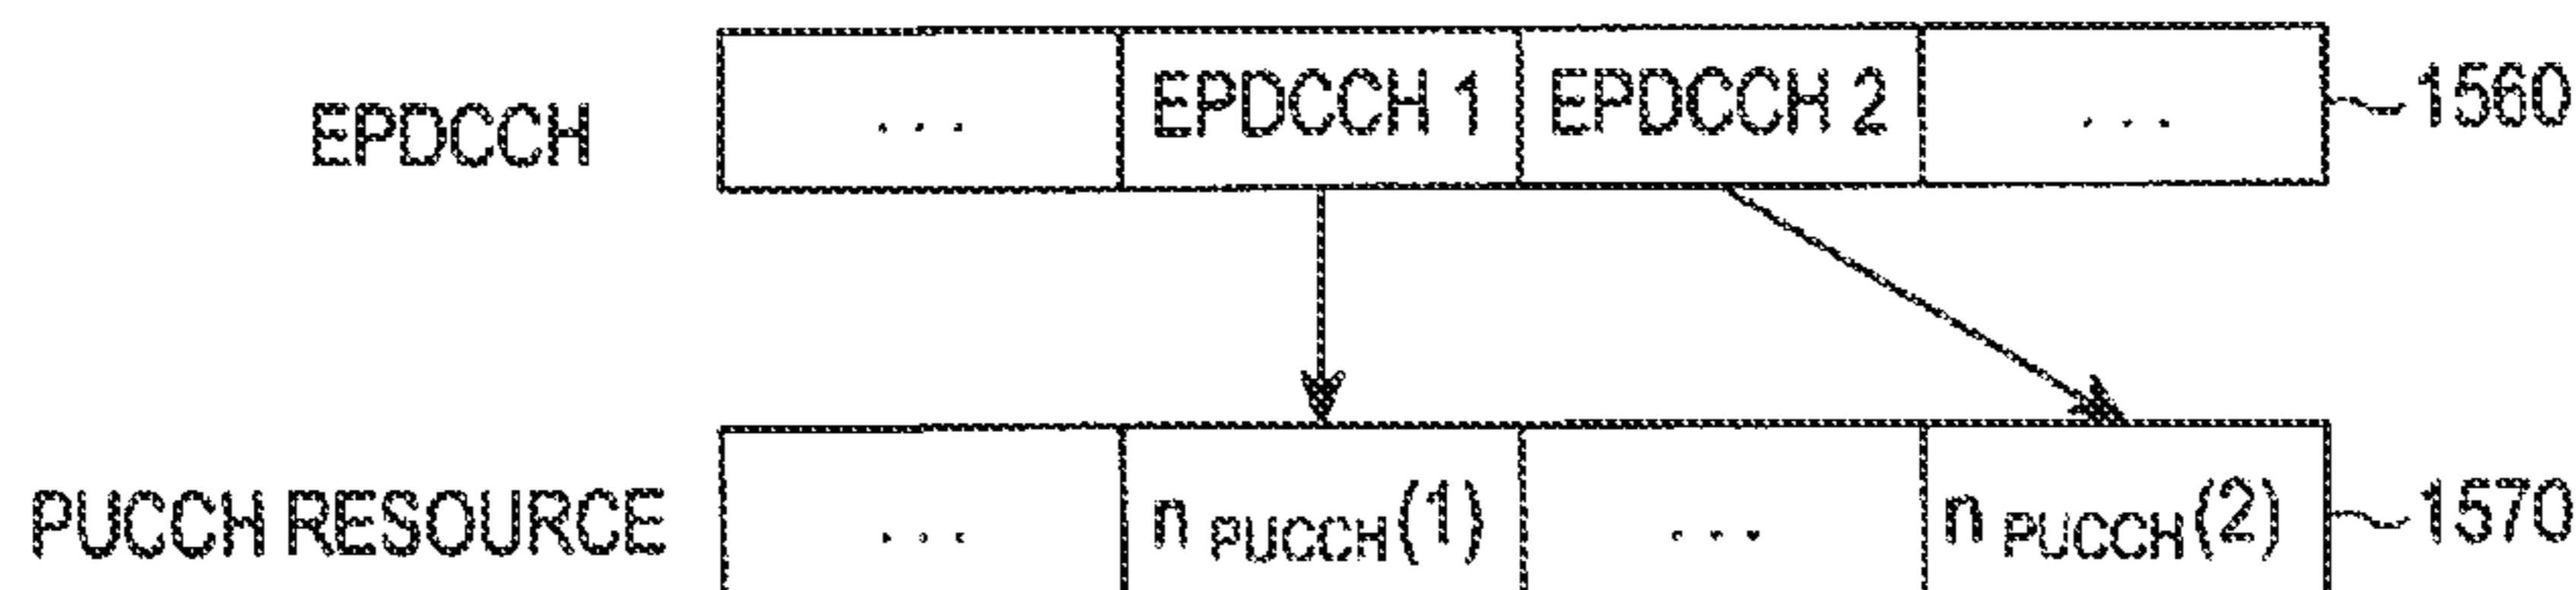 EPDCCH ... EPDCCH 1 EPDCCH 2 ... 1560
PUCCH RESOURCE ... n PUCCH(1) ... n PUCCH(2) 1570